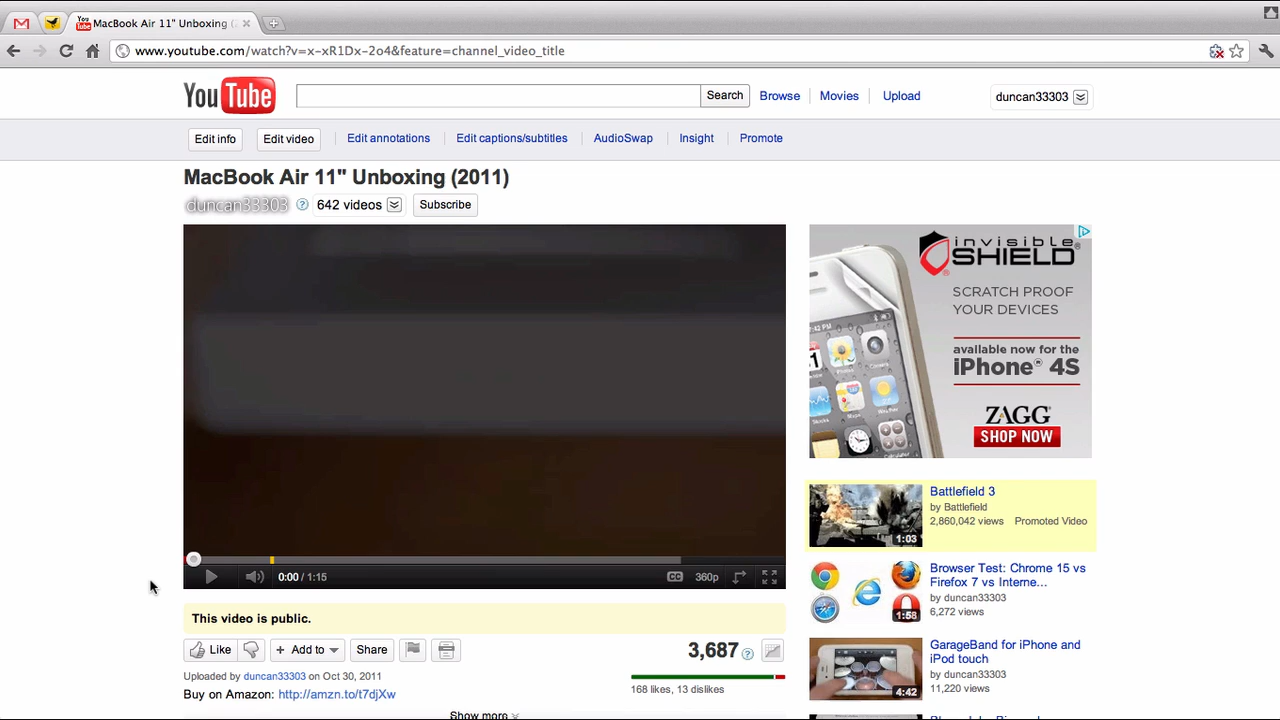 MacBook Air 11" Unboxing (2
www.youtube.com/watch?v=x-xR1Dx-2o4&feature=channel_video_title
YouTube
Search
Browse
Movies
Upload
duncan33303
Edit info
Edit video
Edit annotations
Edit captions/subtitles
AudioSwap
Insight
Promote
MacBook Air 11" Unboxing (2011)
duncan33303
642 videos
Subscribe
0:00 / 1:15
CC
360p
This video is public.
Like
+ Add to
Share
3,687
Uploaded by duncan33303 on Oct 30, 2011
168 likes, 13 dislikes
Buy on Amazon: http://amzn.to/t7djXw
Show more
invisible
SHIELD
SCRATCH PROOF
YOUR DEVICES
available now for the
iPhone® 4S
ZAGG
SHOP NOW
Battlefield 3
by Battlefield
2,860,042 views Promoted Video
1:03
Browser Test: Chrome 15 vs
Firefox 7 vs Interne...
by duncan33303
6,272 views
1:58
GarageBand for iPhone and
iPod touch
by duncan33303
11,220 views
4:42